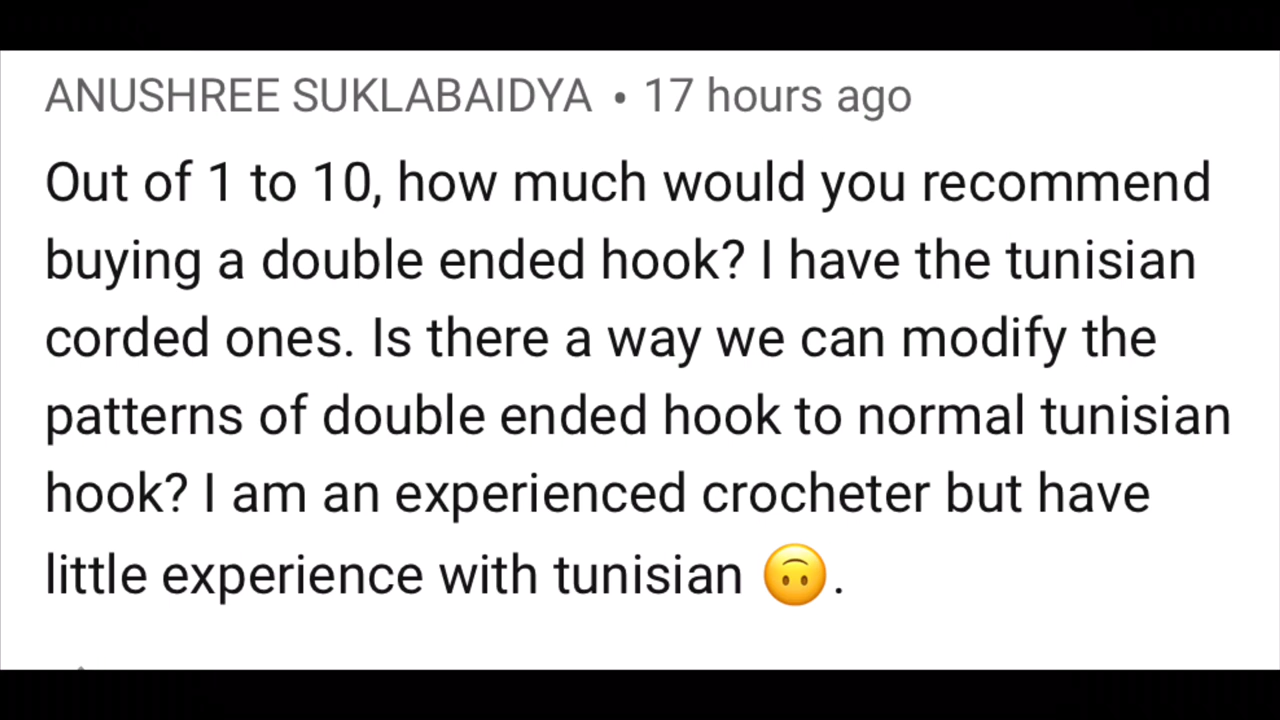 ANUSHREE SUKLABAIDYA • 17 hours ago
Out of 1 to 10, how much would you recommend
buying a double ended hook? I have the tunisian
corded ones. Is there a way we can modify the
patterns of double ended hook to normal tunisian
hook? I am an experienced crocheter but have
little experience with tunisian 🙃.